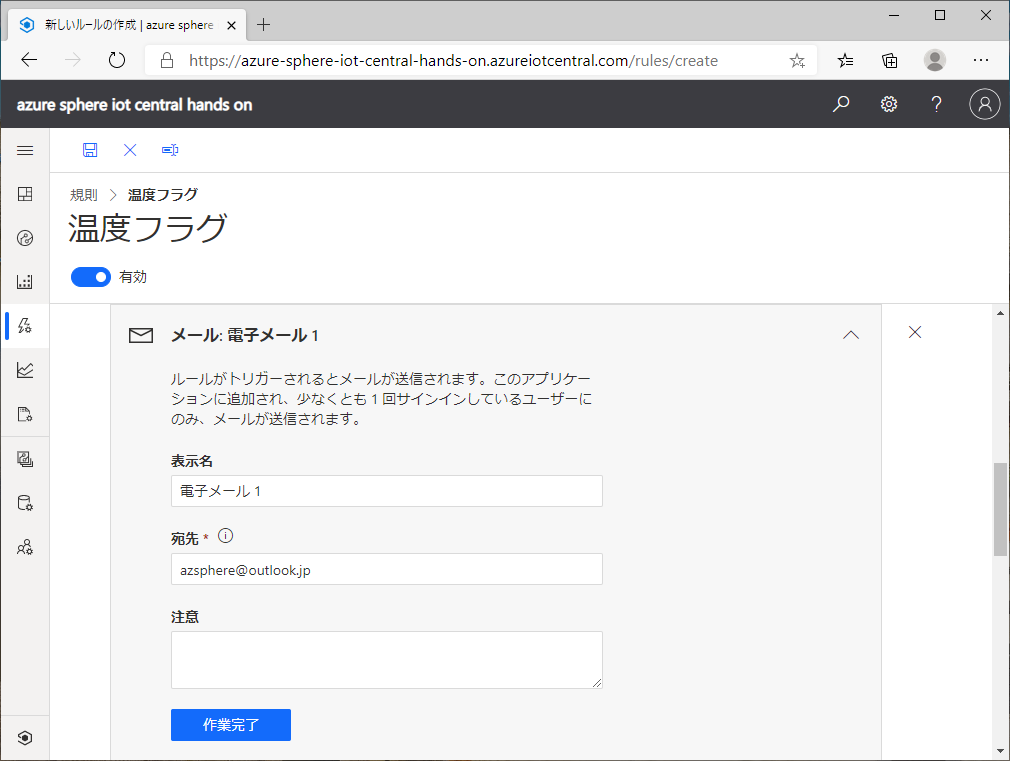 新しいルールの作成 | azure sphere
https://azure-sphere-iot-central-hands-on.azureiotcentral.com/rules/create
azure sphere iot central hands on
規則 > 温度フラグ
温度フラグ
有効
メール: 電子メール 1
ルールがトリガーされるとメールが送信されます。このアプリケー
ションに追加され、少なくとも 1 回サインインしているユーザーに
のみ、メールが送信されます。
表示名
電子メール 1
宛先 *
azsphere@outlook.jp
注意
作業完了